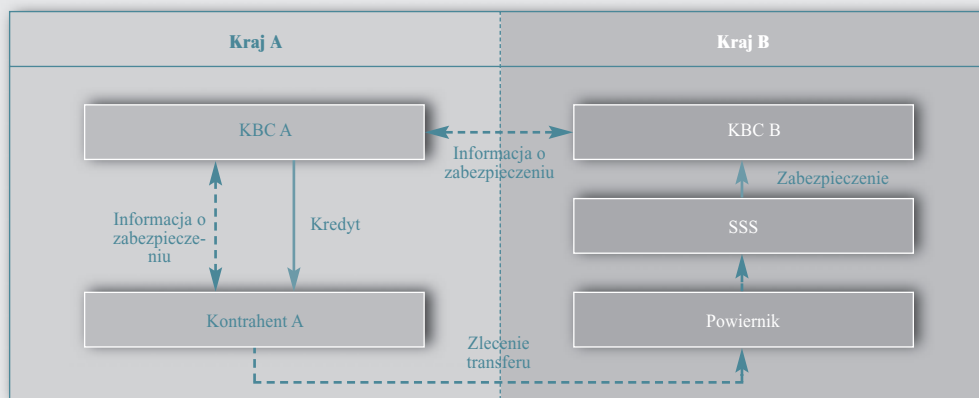 Kraj A
Kraj B
KBC A
KBC B
Informacja o
zabezpieczeniu
Zabezpieczenie
Informacja o
zabezpiecze-
niu
Kredyt
SSS
Kontrahent A
Powiernik
Zlecenie
transferu